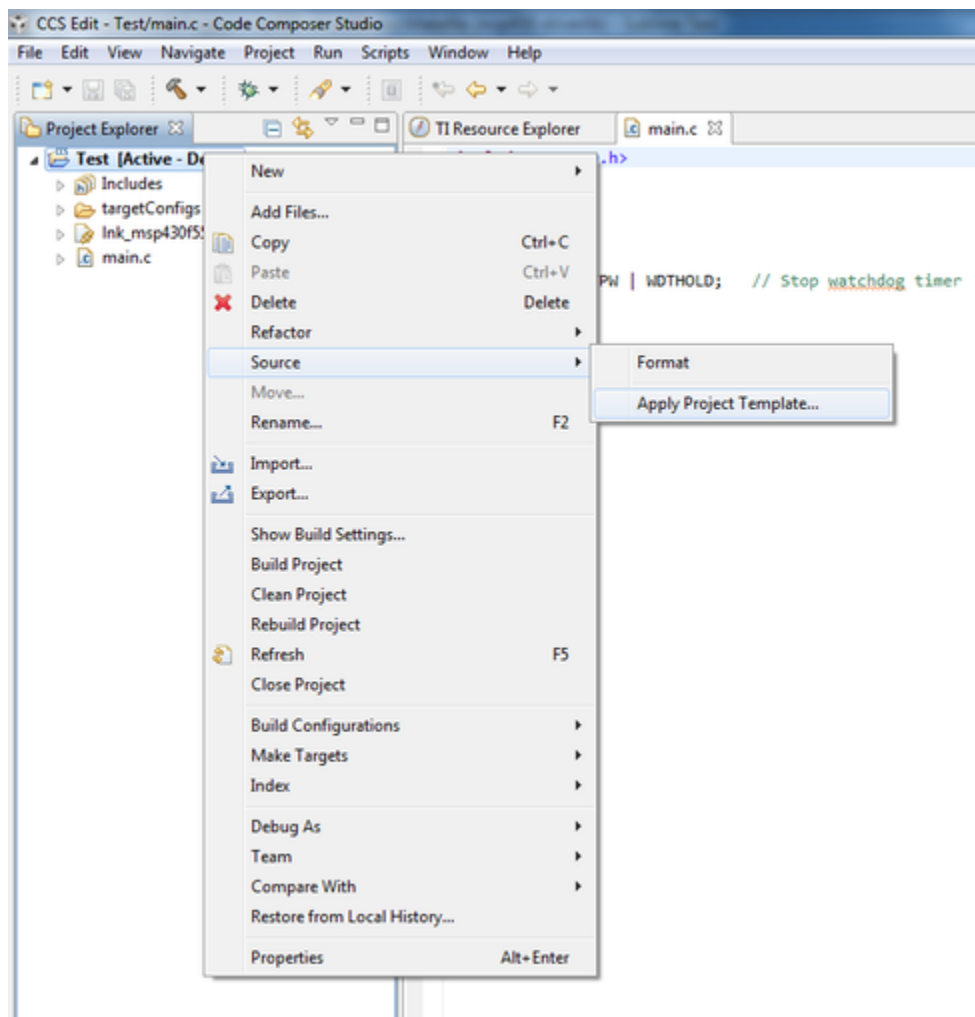 CCS Edit - Test/main.c - Code Composer Studio
File Edit View Navigate Project Run Scripts Window Help
Project Explorer
TI Resource Explorer
main.c
Test [Active - De
.h>
Includes
targetConfigs
lnk_msp430f5
main.c
PW | WDTHOLD; // Stop watchdog timer
New
Add Files...
Copy Ctrl+C
Paste Ctrl+V
Delete Delete
Refactor
Source
Format
Move...
Apply Project Template...
Rename... F2
Import...
Export...
Show Build Settings...
Build Project
Clean Project
Rebuild Project
Refresh F5
Close Project
Build Configurations
Make Targets
Index
Debug As
Team
Compare With
Restore from Local History...
Properties Alt+Enter